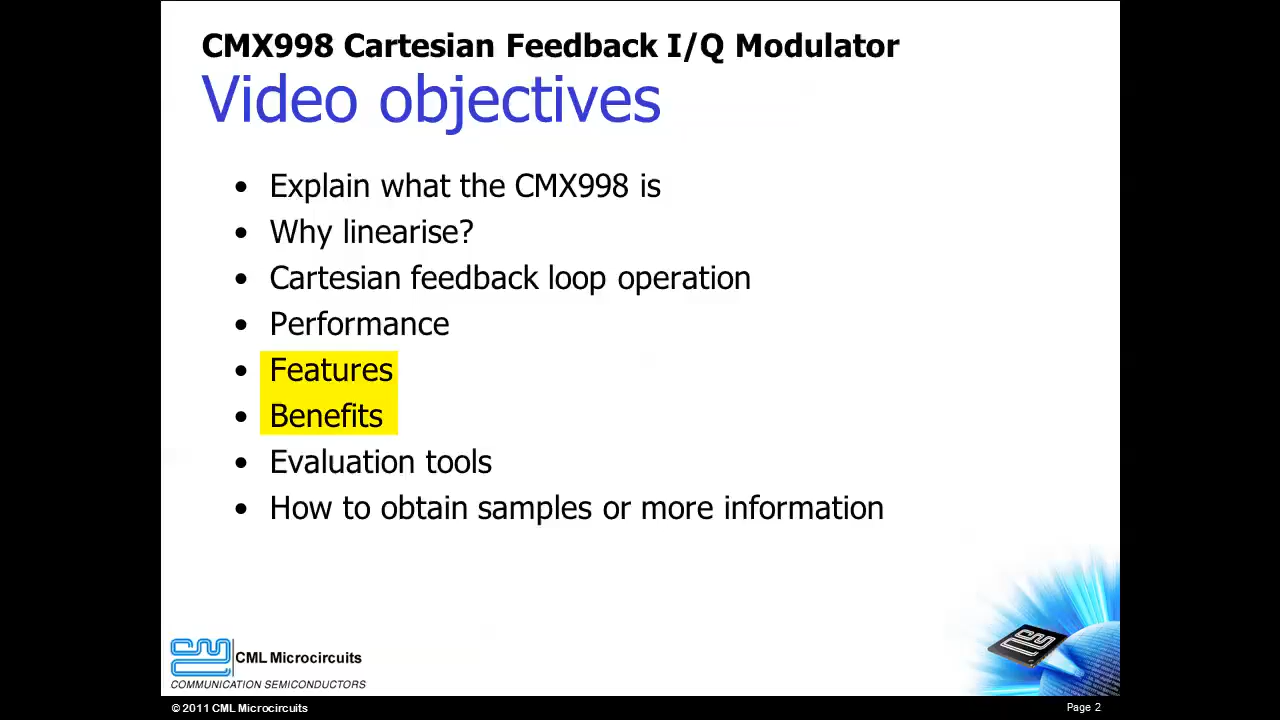 CMX998 Cartesian Feedback I/Q Modulator
Video objectives
• Explain what the CMX998 is
• Why linearise?
• Cartesian feedback loop operation
• Performance
• Features
• Benefits
• Evaluation tools
• How to obtain samples or more information
CML Microcircuits
COMMUNICATION SEMICONDUCTORS
© 2011 CML Microcircuits
Page 2